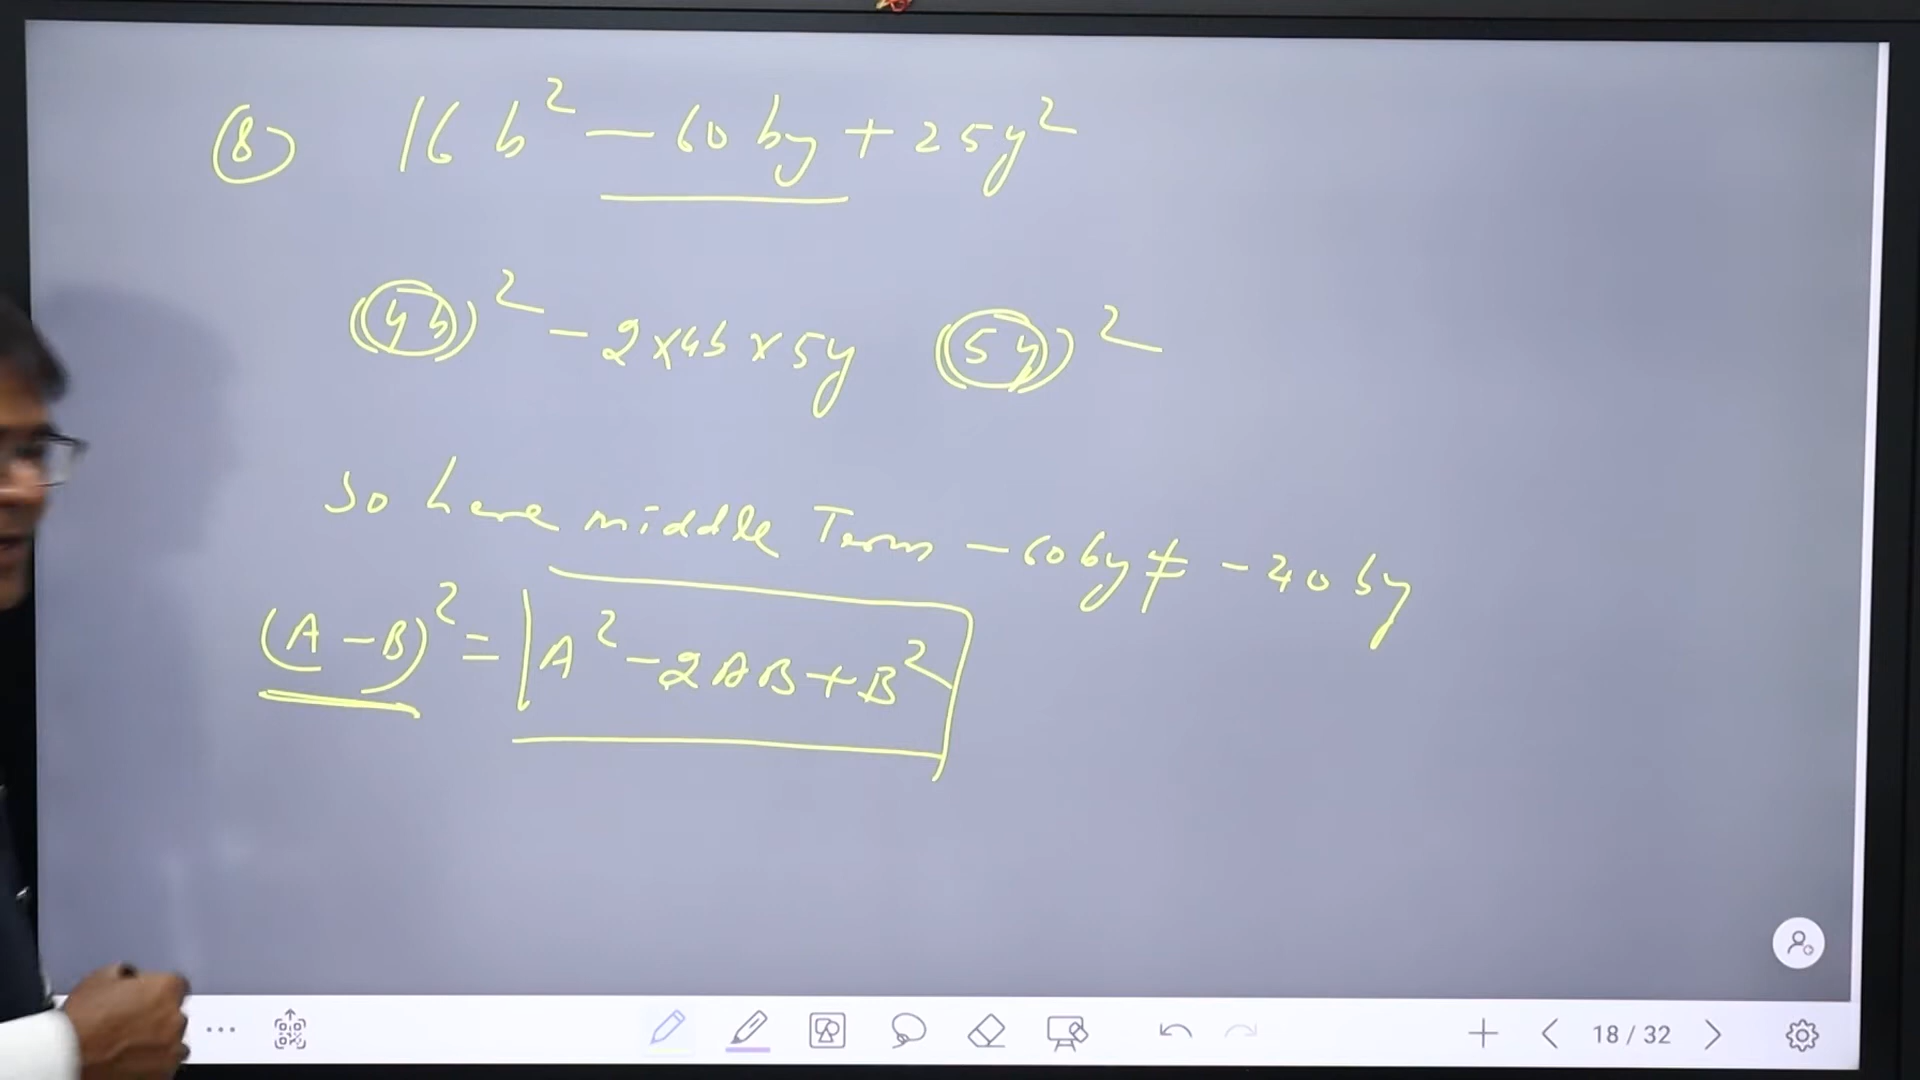 (8) 16b² - 60by + 25y²
(4b)² - 2×4b×5y (5y)²
So here middle Term - 60by ≠ - 40by
(A - B)² = A² - 2AB + B²
18 / 32